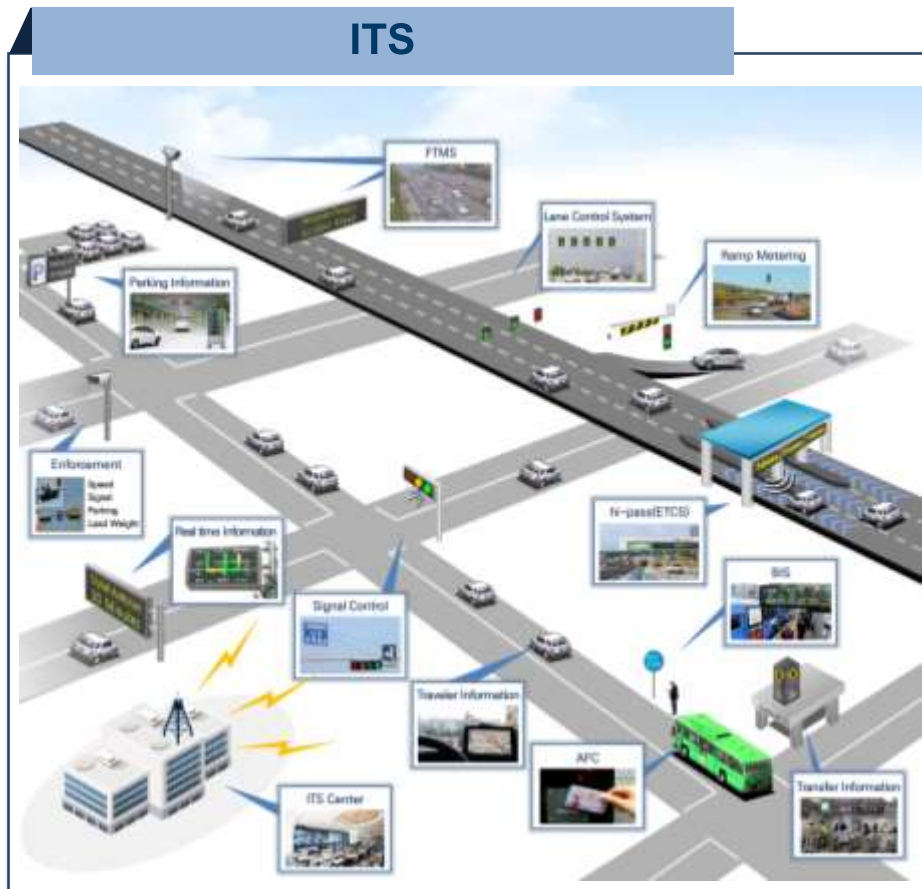 ITS
FTMS
Lane Control System
Ramp Metering
Parking Information
P
Enforcement
Speed
Signal
Parking
Load Weight
hi-pass(ETCS)
Real time Information
BIS
Signal Control
Traveler Information
AFC
Transfer Information
ITS Center